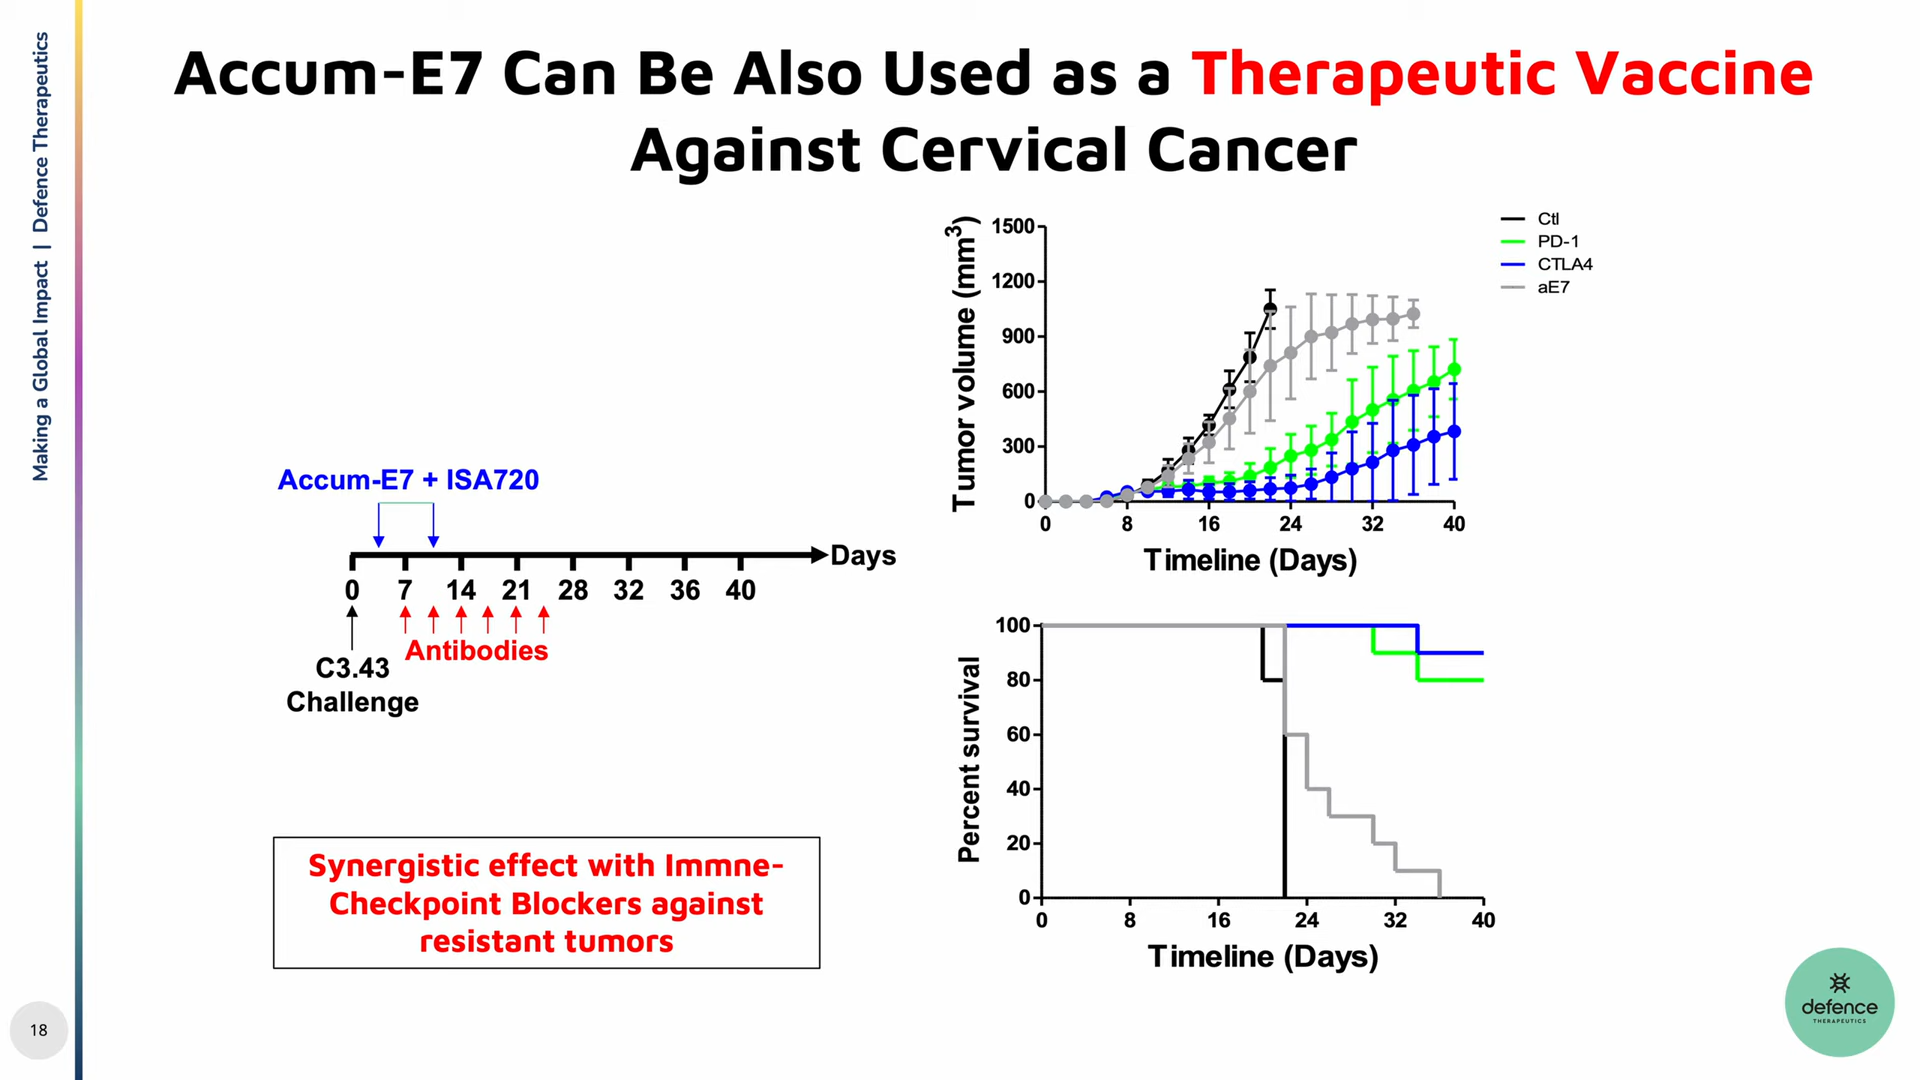 Making a Global Impact | Defence Therapeutics
Accum-E7 Can Be Also Used as a Therapeutic Vaccine
Against Cervical Cancer
Accum-E7 + ISA720
Days
0 7 14 21 28 32 36 40
Antibodies
C3.43
Challenge
Synergistic effect with Immne-
Checkpoint Blockers against
resistant tumors
Tumor volume (mm³)
1500
1200
900
600
300
0
0 8 16 24 32 40
Timeline (Days)
Ctl
PD-1
CTLA4
aE7
Percent survival
100
80
60
40
20
0
0 8 16 24 32 40
Timeline (Days)
18
defence
THERAPEUTICS